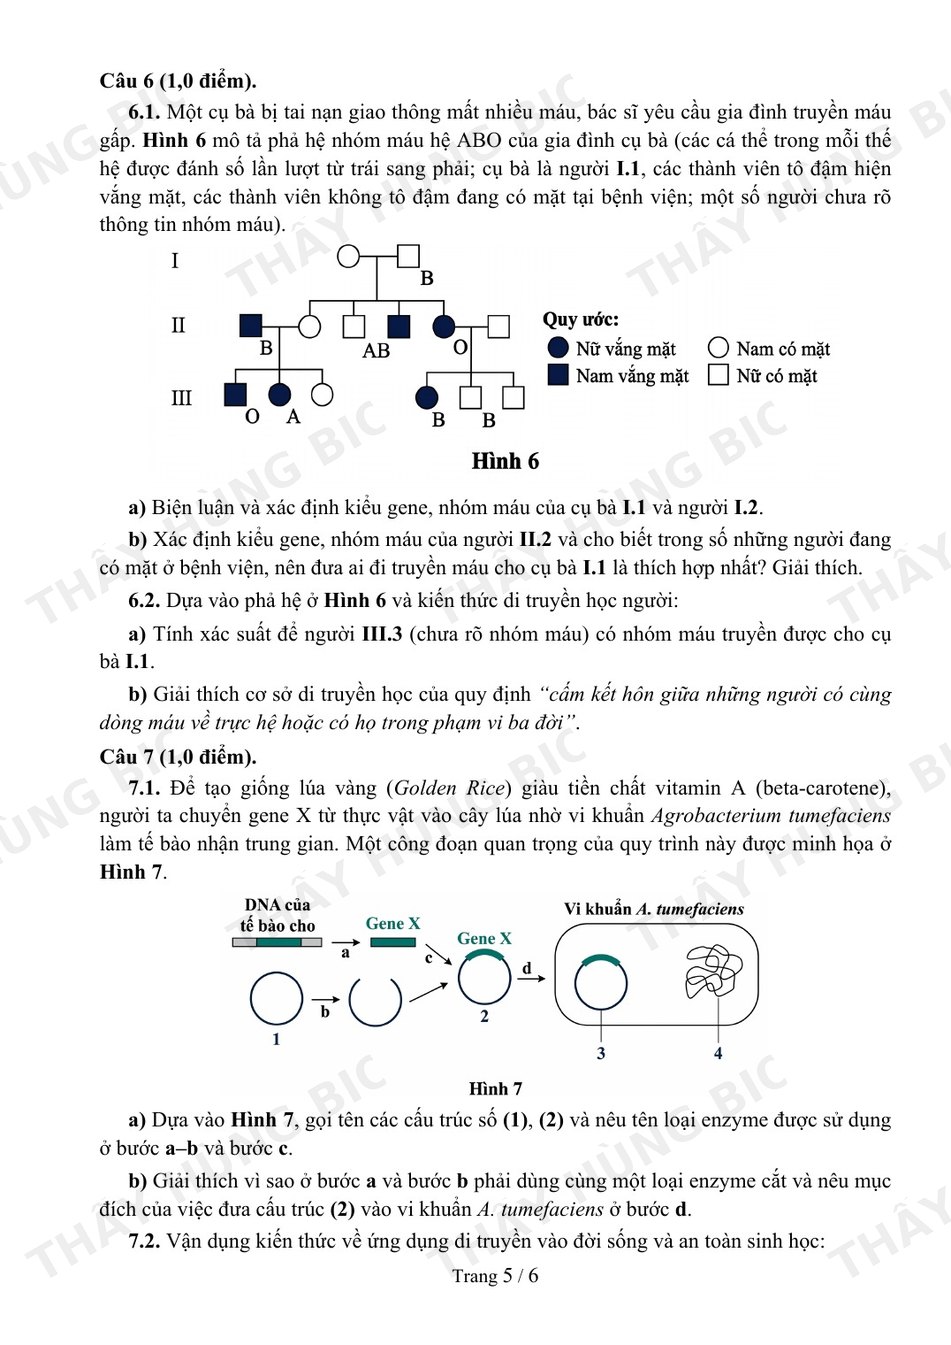 Câu 6 (1,0 điểm).
6.1. Một cụ bà bị tai nạn giao thông mất nhiều máu, bác sĩ yêu cầu gia đình truyền máu
gấp. Hình 6 mô tả phả hệ nhóm máu hệ ABO của gia đình cụ bà (các cá thể trong mỗi thế
hệ được đánh số lần lượt từ trái sang phải; cụ bà là người I.1, các thành viên tô đậm hiện
vắng mặt, các thành viên không tô đậm đang có mặt tại bệnh viện; một số người chưa rõ
thông tin nhóm máu).
I
B
II
B
AB
O
III
O
A
B
B
Quy ước:
Nữ vắng mặt
Nam có mặt
Nam vắng mặt
Nữ có mặt
Hình 6
a) Biện luận và xác định kiểu gene, nhóm máu của cụ bà I.1 và người I.2.
b) Xác định kiểu gene, nhóm máu của người II.2 và cho biết trong số những người đang
có mặt ở bệnh viện, nên đưa ai đi truyền máu cho cụ bà I.1 là thích hợp nhất? Giải thích.
6.2. Dựa vào phả hệ ở Hình 6 và kiến thức di truyền học người:
a) Tính xác suất để người III.3 (chưa rõ nhóm máu) có nhóm máu truyền được cho cụ
bà I.1.
b) Giải thích cơ sở di truyền học của quy định “cấm kết hôn giữa những người có cùng
dòng máu về trực hệ hoặc có họ trong phạm vi ba đời”.
Câu 7 (1,0 điểm).
7.1. Để tạo giống lúa vàng (Golden Rice) giàu tiền chất vitamin A (beta-carotene),
người ta chuyển gene X từ thực vật vào cây lúa nhờ vi khuẩn Agrobacterium tumefaciens
làm tế bào nhận trung gian. Một công đoạn quan trọng của quy trình này được minh họa ở
Hình 7.
DNA của
tế bào cho
a
Gene X
c
Gene X
d
Vi khuẩn A. tumefaciens
b
1
2
3
4
Hình 7
a) Dựa vào Hình 7, gọi tên các cấu trúc số (1), (2) và nêu tên loại enzyme được sử dụng
ở bước a–b và bước c.
b) Giải thích vì sao ở bước a và bước b phải dùng cùng một loại enzyme cắt và nêu mục
đích của việc đưa cấu trúc (2) vào vi khuẩn A. tumefaciens ở bước d.
7.2. Vận dụng kiến thức về ứng dụng di truyền vào đời sống và an toàn sinh học:
Trang 5 / 6
THẦY HÙNG BIC